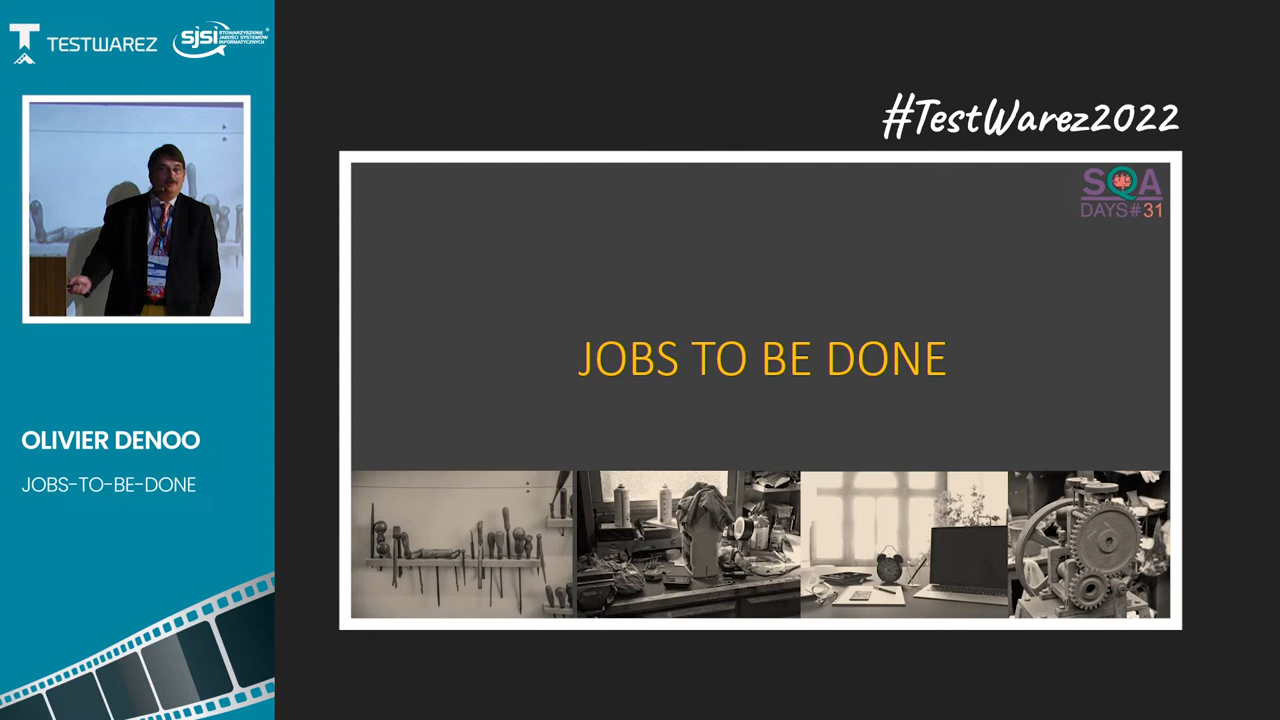 TESTWAREZ
sjsi STOWARZYSZENIE
JAKOŚCI SYSTEMÓW
INFORMATYCZNYCH
#TestWarez2022
SQA
DAYS#31
JOBS TO BE DONE
OLIVIER DENOO
JOBS-TO-BE-DONE